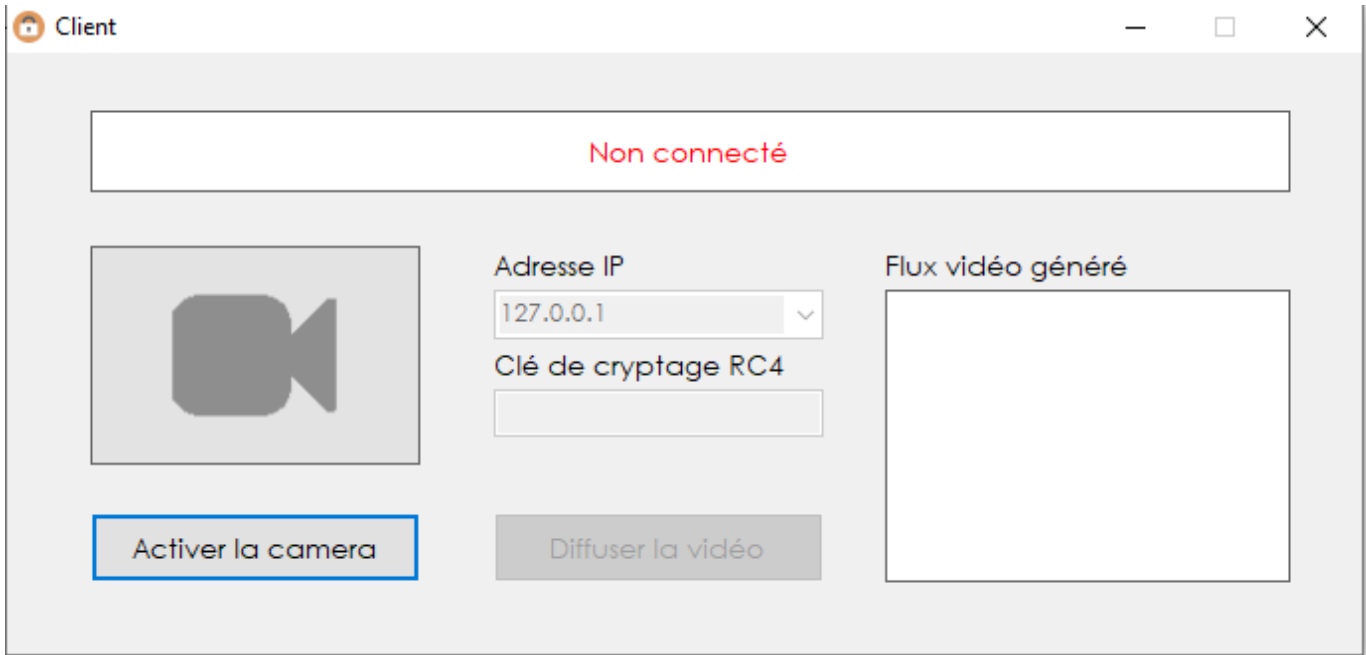 Client
Non connecté
Adresse IP
127.0.0.1
Clé de cryptage RC4
Flux vidéo généré
Activer la camera
Diffuser la vidéo